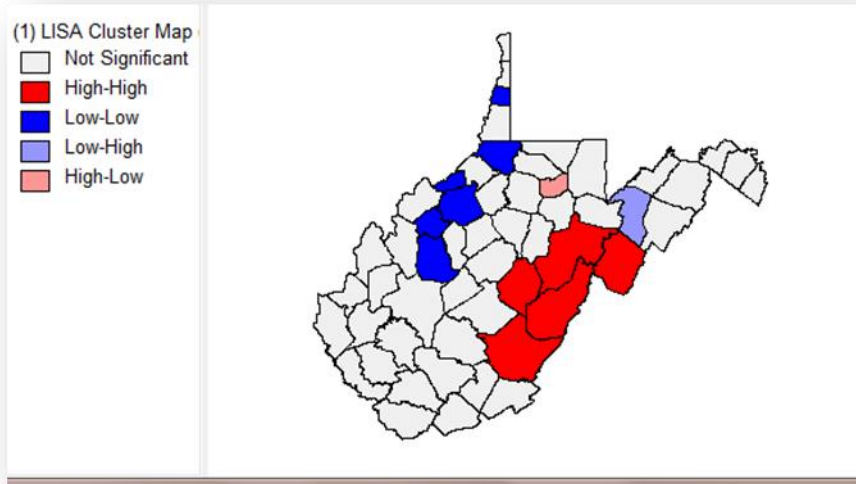 (1) LISA Cluster Map
Not Significant
High-High
Low-Low
Low-High
High-Low